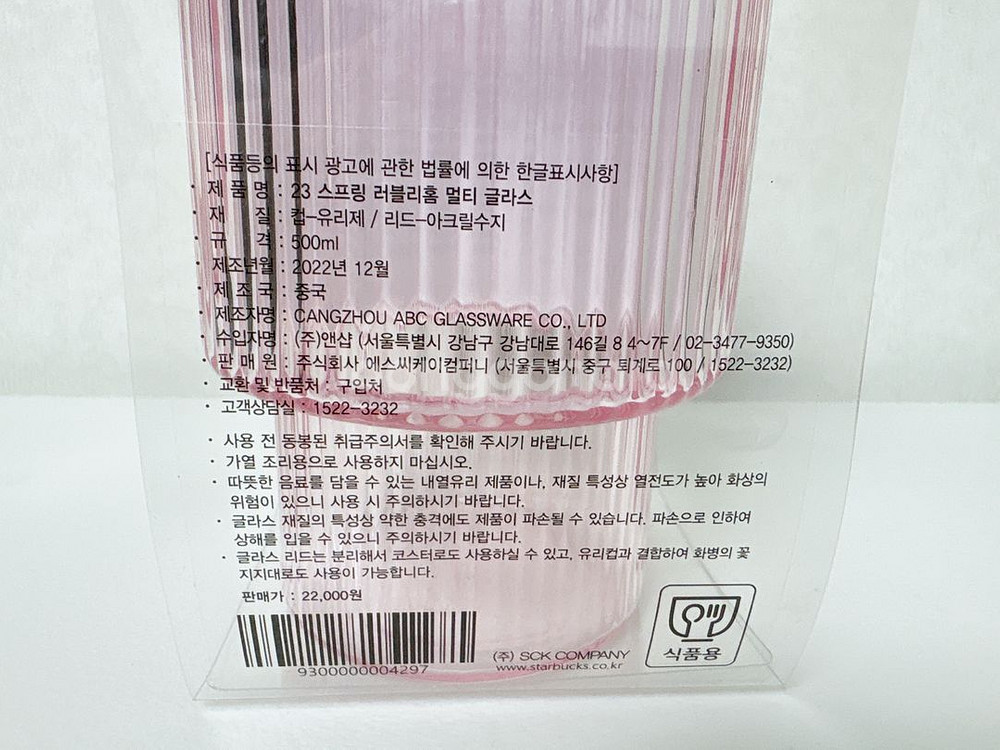 [식품등의 표시 광고에 관한 법률에 의한 한글표시사항]
· 제 품 명 : 23 스프링 러블리홈 멀티 글라스
· 재 질 : 컵-유리제 / 리드-아크릴수지
· 규 격 : 500ml
· 제조년월 : 2022년 12월
· 제 조 국 : 중국
· 제조자명 : CANGZHOU ABC GLASSWARE CO., LTD
· 수입자명 : (주)앤샵 (서울특별시 강남구 강남대로 146길 8 4~7F / 02-3477-9350)
· 판 매 원 : 주식회사 에스씨케이컴퍼니 (서울특별시 중구 퇴계로 100 / 1522-3232)
· 교환 및 반품처 : 구입처
· 고객상담실 : 1522-3232
· 사용 전 동봉된 취급주의서를 확인해 주시기 바랍니다.
· 가열 조리용으로 사용하지 마십시오.
· 따뜻한 음료를 담을 수 있는 내열유리 제품이나, 재질 특성상 열전도가 높아 화상의
위험이 있으니 사용 시 주의하시기 바랍니다.
· 글라스 재질의 특성상 약한 충격에도 제품이 파손될 수 있습니다. 파손으로 인하여
상해를 입을 수 있으니 주의하시기 바랍니다.
· 글라스 리드는 분리해서 코스터로도 사용하실 수 있고, 유리컵과 결합하여 화병의 꽃
지지대로도 사용이 가능합니다.
판매가 : 22,000원
9300000004297
(주) SCK COMPANY
www.starbucks.co.kr
식품용